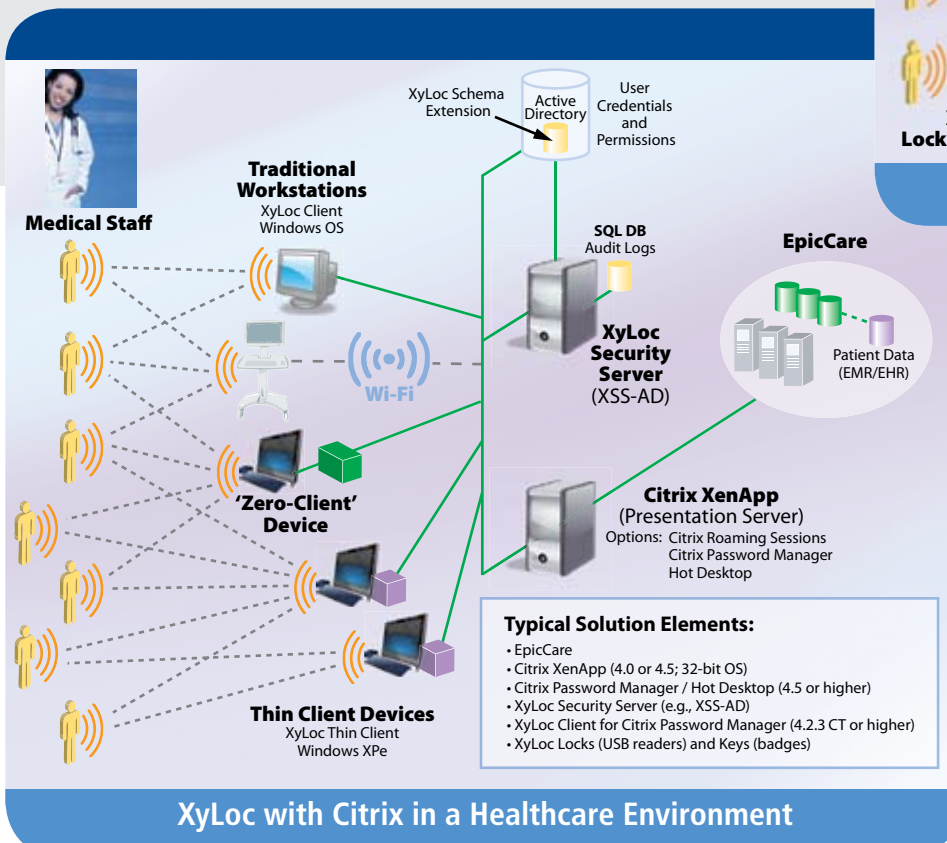 Lock
XyLoc Schema
Extension
Active
Directory
User
Credentials
and
Permissions
Medical Staff
Traditional
Workstations
XyLoc Client
Windows OS
SQL DB
Audit Logs
EpicCare
Wi-Fi
XyLoc
Security
Server
(XSS-AD)
Patient Data
(EMR/EHR)
'Zero-Client'
Device
Citrix XenApp
(Presentation Server)
Options: Citrix Roaming Sessions
Citrix Password Manager
Hot Desktop
Thin Client Devices
XyLoc Thin Client
Windows XPe
Typical Solution Elements:
• EpicCare
• Citrix XenApp (4.0 or 4.5; 32-bit OS)
• Citrix Password Manager / Hot Desktop (4.5 or higher)
• XyLoc Security Server (e.g., XSS-AD)
• XyLoc Client for Citrix Password Manager (4.2.3 CT or higher)
• XyLoc Locks (USB readers) and Keys (badges)
XyLoc with Citrix in a Healthcare Environment